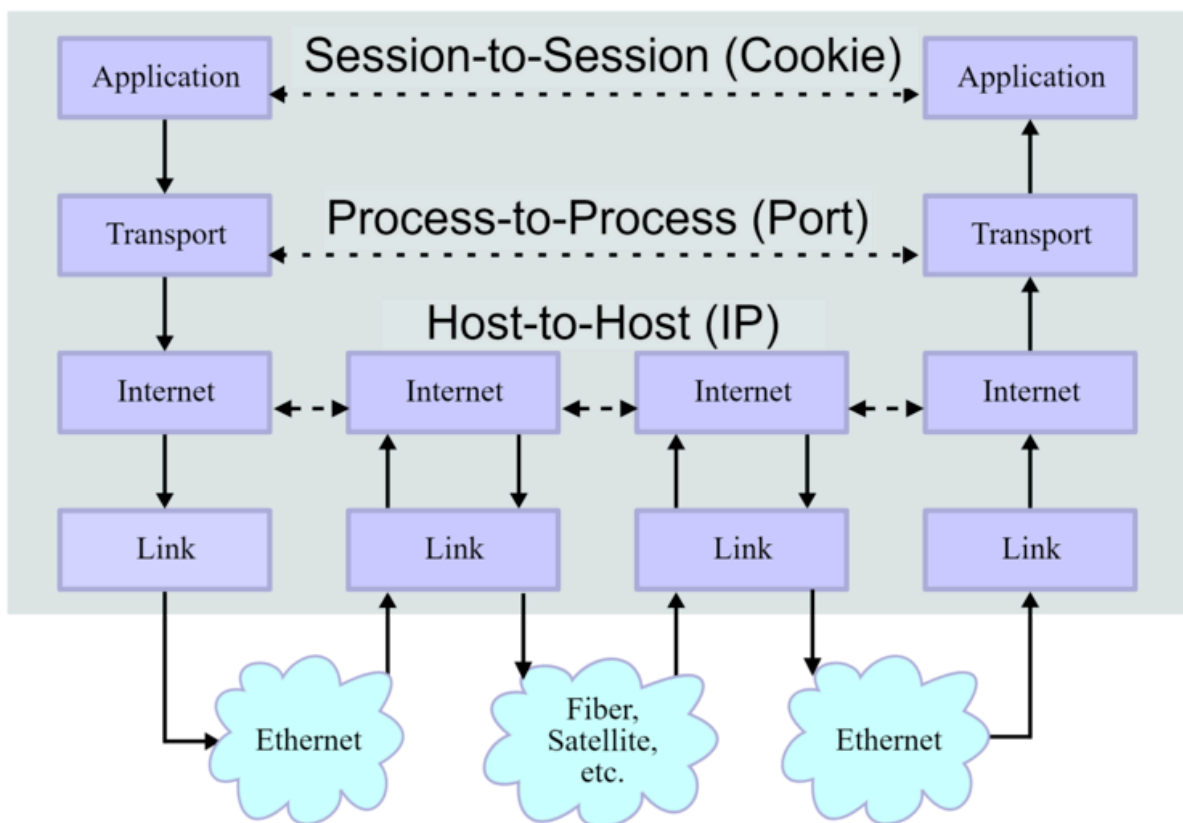 Session-to-Session (Cookie)
Application
Application
Process-to-Process (Port)
Transport
Transport
Host-to-Host (IP)
Internet
Internet
Internet
Internet
Link
Link
Link
Link
Ethernet
Fiber,
Satellite,
etc.
Ethernet